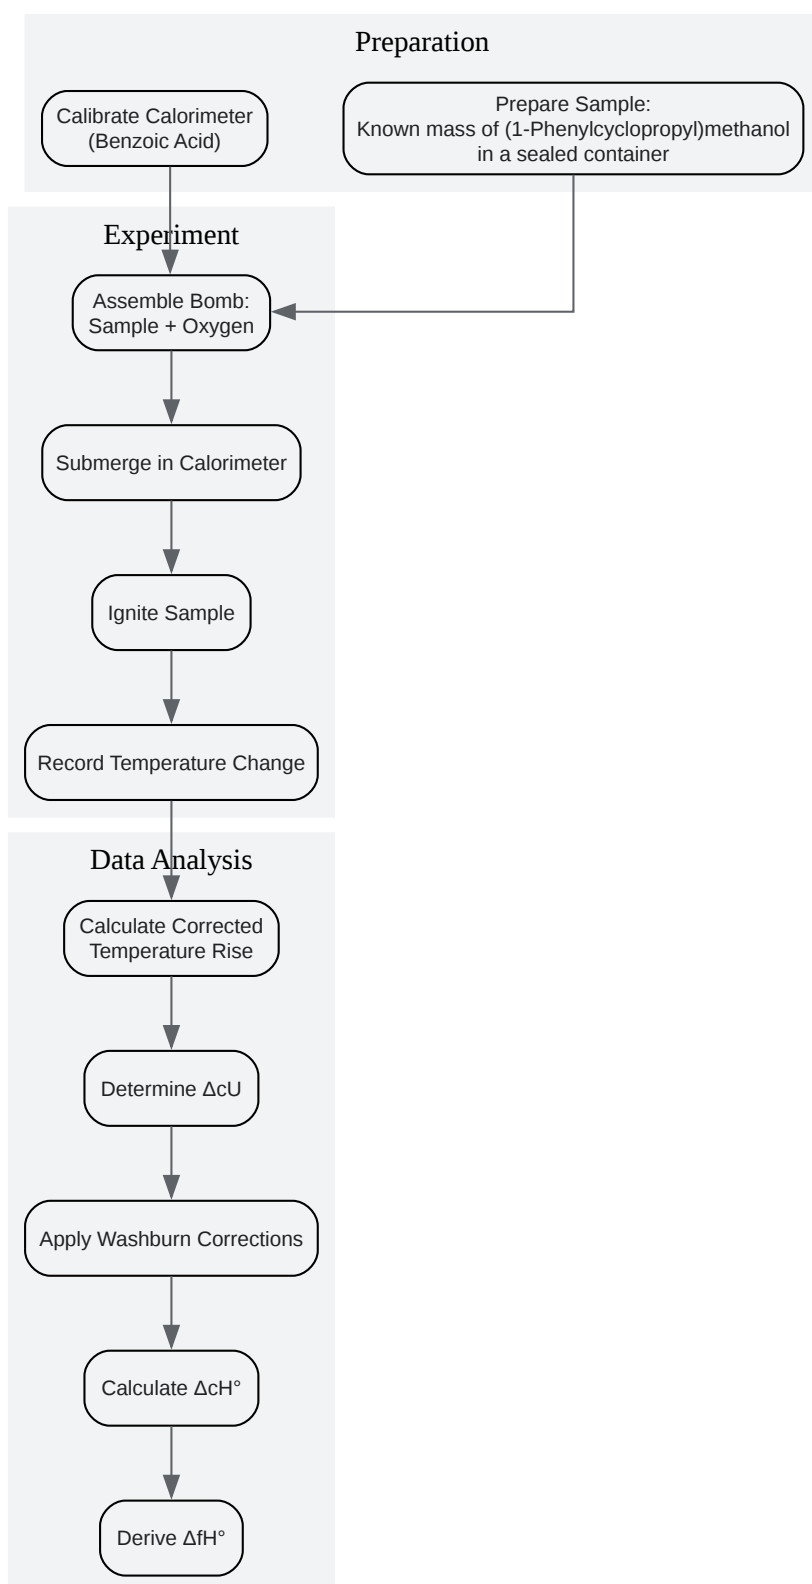 Preparation
Calibrate Calorimeter
(Benzoic Acid)
Prepare Sample:
Known mass of (1-Phenylcyclopropyl)methanol
in a sealed container
Experiment
Assemble Bomb:
Sample + Oxygen
Submerge in Calorimeter
Ignite Sample
Record Temperature Change
Data Analysis
Calculate Corrected
Temperature Rise
Determine ΔcU
Apply Washburn Corrections
Calculate ΔcH°
Derive ΔfH°